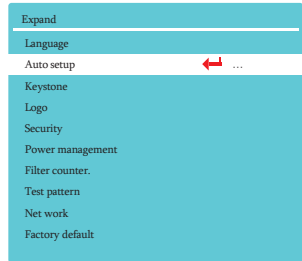 Expand
Language
Auto setup ...
Keystone
Logo
Security
Power management
Filter counter.
Test pattern
Net work
Factory default